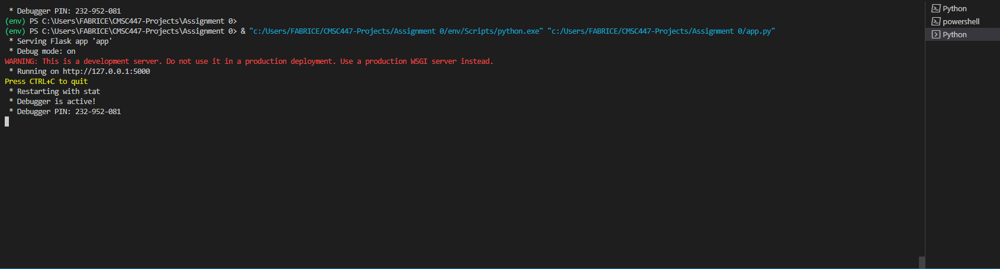 * Debugger PIN: 232-952-081
(env) PS C:\Users\FABRICE\CMSC447-Projects\Assignment 0>
(env) PS C:\Users\FABRICE\CMSC447-Projects\Assignment 0> & "c:/Users/FABRICE/CMSC447-Projects/Assignment 0/env/Scripts/python.exe" "c:/Users/FABRICE/CMSC447-Projects/Assignment 0/app.py"
* Serving Flask app 'app'
* Debug mode: on
WARNING: This is a development server. Do not use it in a production deployment. Use a production WSGI server instead.
* Running on http://127.0.0.1:5000
Press CTRL+C to quit
* Restarting with stat
* Debugger is active!
* Debugger PIN: 232-952-081
Python
powershell
Python